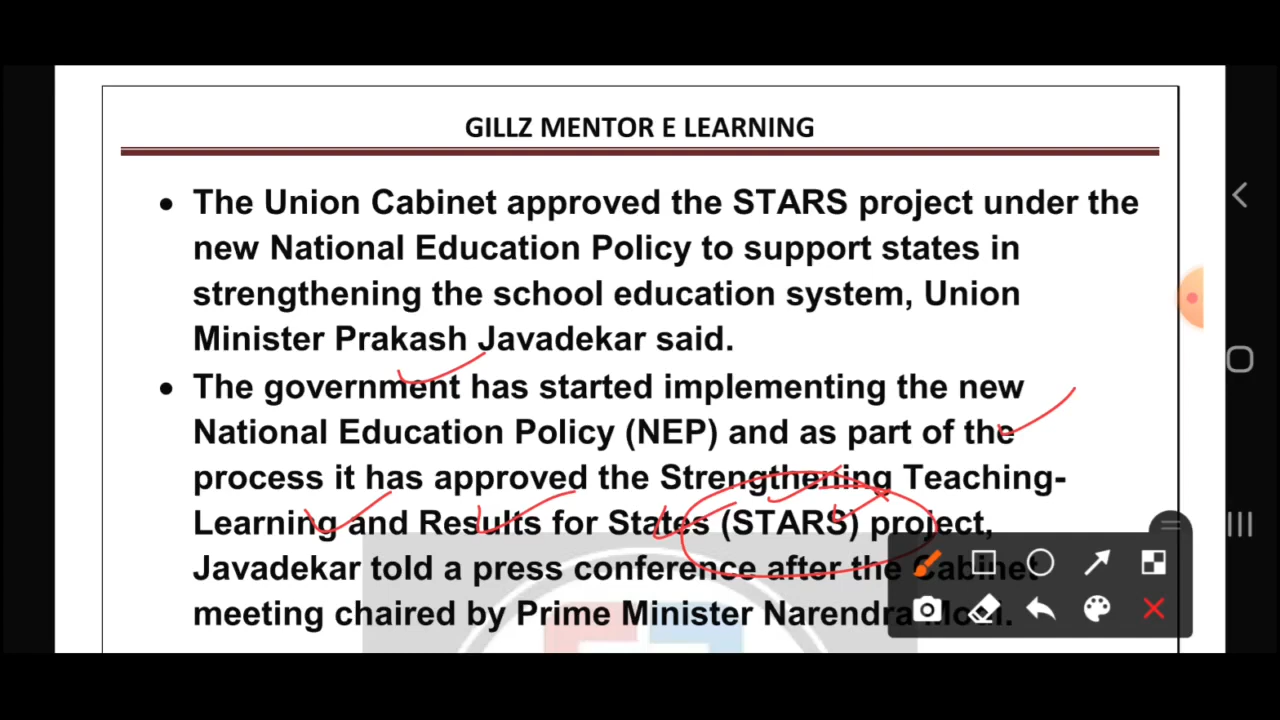 GILLZ MENTOR E LEARNING
• The Union Cabinet approved the STARS project under the
new National Education Policy to support states in
strengthening the school education system, Union
Minister Prakash Javadekar said.
• The government has started implementing the new
National Education Policy (NEP) and as part of the
process it has approved the Strengthening Teaching-
Learning and Results for States (STARS) project,
Javadekar told a press conference after the Cabinet
meeting chaired by Prime Minister Narendra Modi.